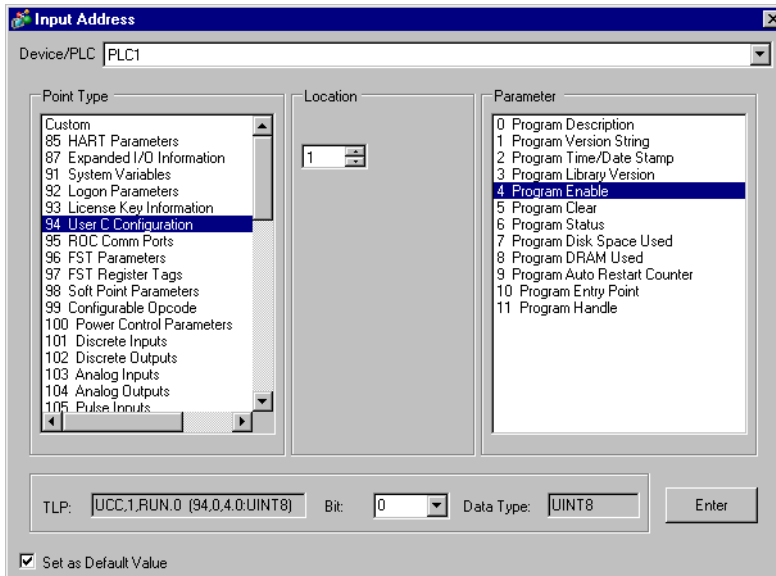 Input Address
Device/PLC PLC1
Point Type
Custom
85 HART Parameters
87 Expanded I/O Information
91 System Variables
92 Logon Parameters
93 License Key Information
94 User C Configuration
95 ROC Comm Ports
96 FST Parameters
97 FST Register Tags
98 Soft Point Parameters
99 Configurable Opcode
100 Power Control Parameters
101 Discrete Inputs
102 Discrete Outputs
103 Analog Inputs
104 Analog Outputs
105 Pulse Inputs
Location
1
Parameter
0 Program Description
1 Program Version String
2 Program Time/Date Stamp
3 Program Library Version
4 Program Enable
5 Program Clear
6 Program Status
7 Program Disk Space Used
8 Program DRAM Used
9 Program Auto Restart Counter
10 Program Entry Point
11 Program Handle
TLP: UCC,1,RUN.0 (94,0,4.0:UINT8) Bit: 0 Data Type: UINT8 Enter
Set as Default Value